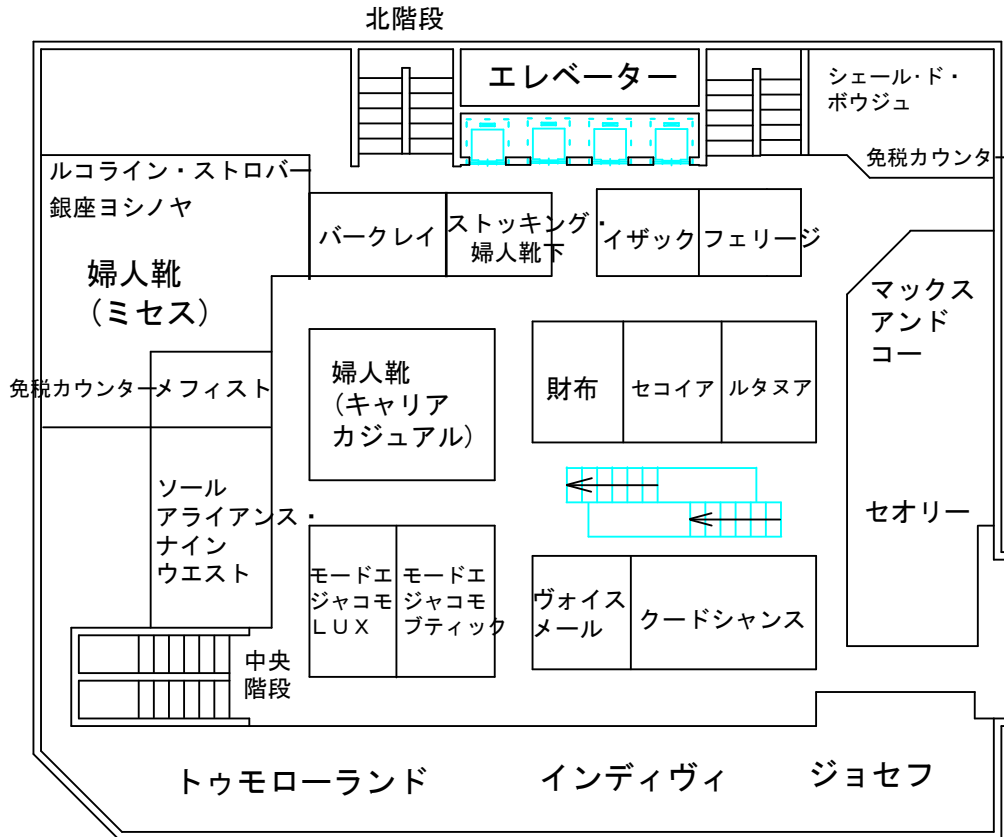 北階段
エレベーター
シェール・ド・
ボウジュ
免税カウンター
ルコライン・ストロバー
銀座ヨシノヤ
婦人靴
(ミセス)
バークレイ
ストッキング・
婦人靴下
イザック
フェリージ
マックス
アンド
コー
免税カウンター
メフィスト
婦人靴
(キャリア
カジュアル)
財布
セコイア
ルタヌア
ソール
アライアンス・
ナイン
ウエスト
セオリー
モードエ
ジャコモ
LUX
モードエ
ジャコモ
ブティック
ヴォイス
メール
クードシャンス
中央
階段
トゥモローランド
インディヴィ
ジョセフ